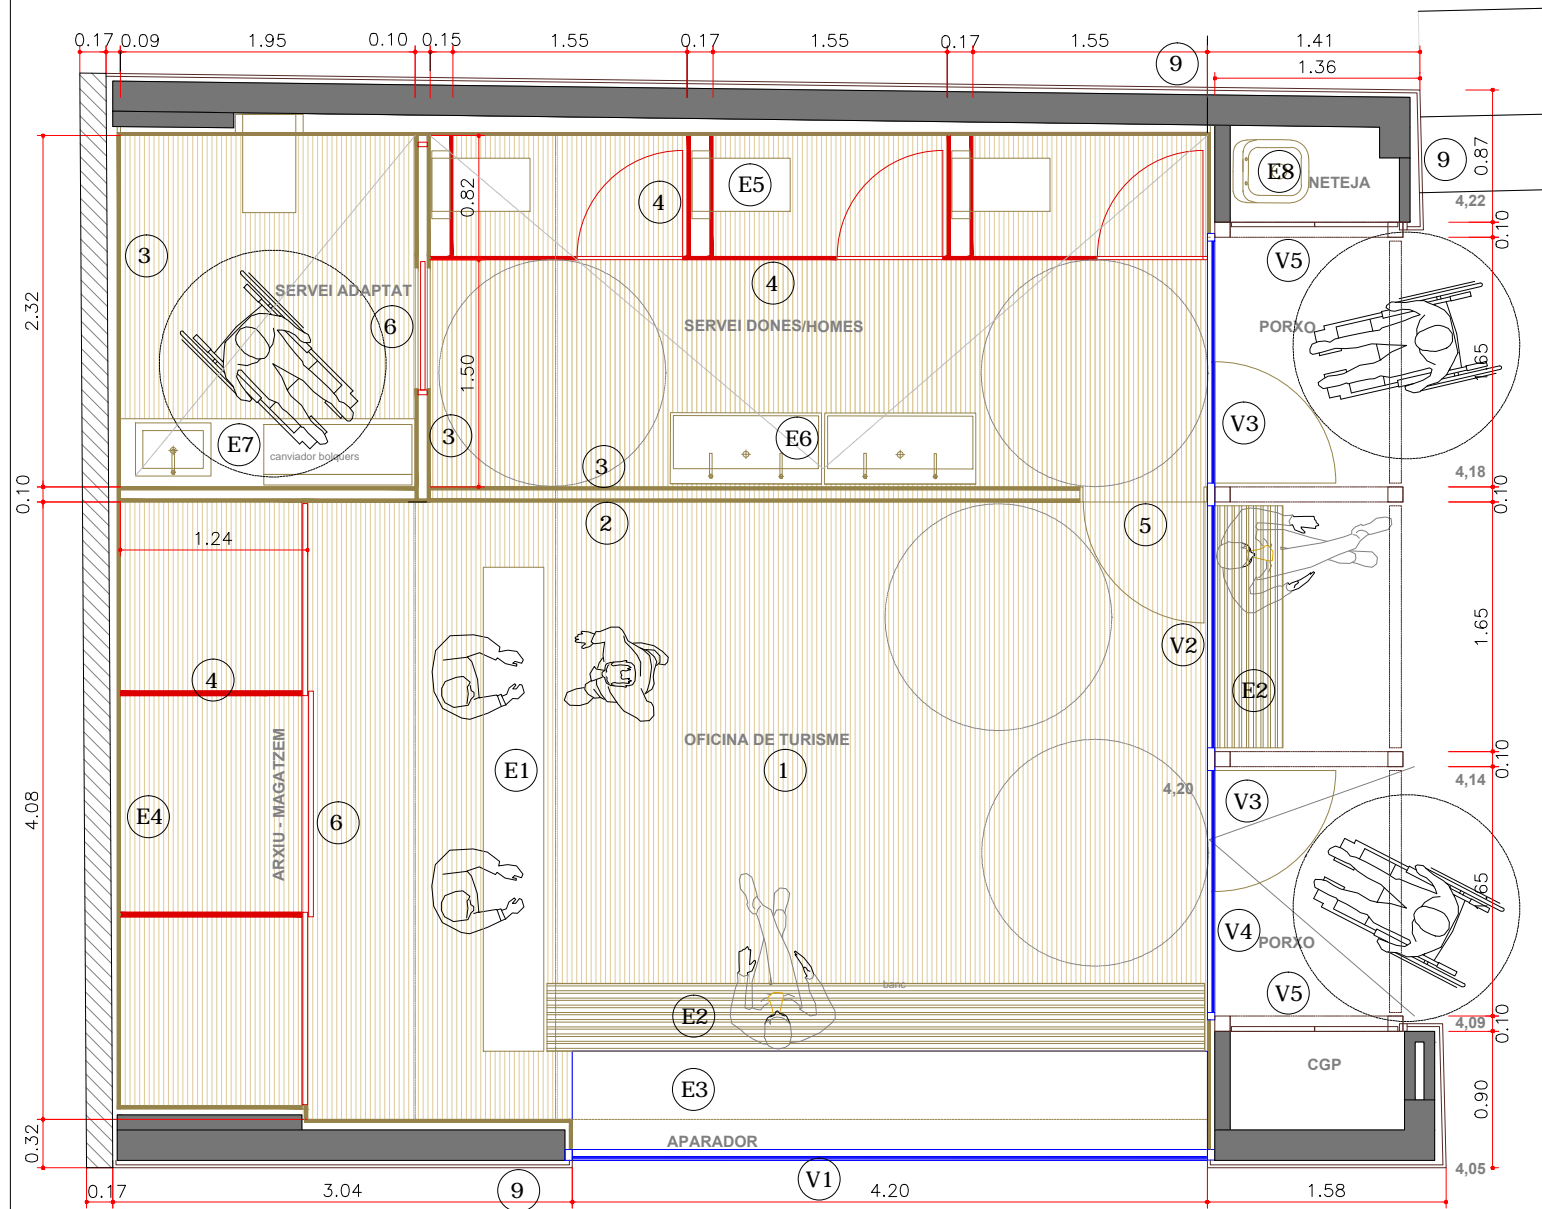 0.17 0.09 1.95 0.10 0.15 1.55 0.17 1.55 0.17 1.55 1.41
9 1.36
0.87
9
E8
NETEJA
4,22
E5
4
0.82
0.10
3
V5
4
SERVEI ADAPTAT
6
SERVEI DONES/HOMES
PORXO
2.32
1.50
V3
3
E6
E7
canviador bolquers
3
4,18
0.10
0.10
2
5
1.24
V2
1.65
4
E2
OFICINA DE TURISME
1
E1
ARXIU - MAGATZEM
0.10
4,14
4,20
V3
E4
6
4.08
V4
PORXO
banc
V5
E2
0.10
4,09
CGP
E3
0.90
APARADOR
0.32
4,05
V1
0.17 3.04 9 4.20 1.58